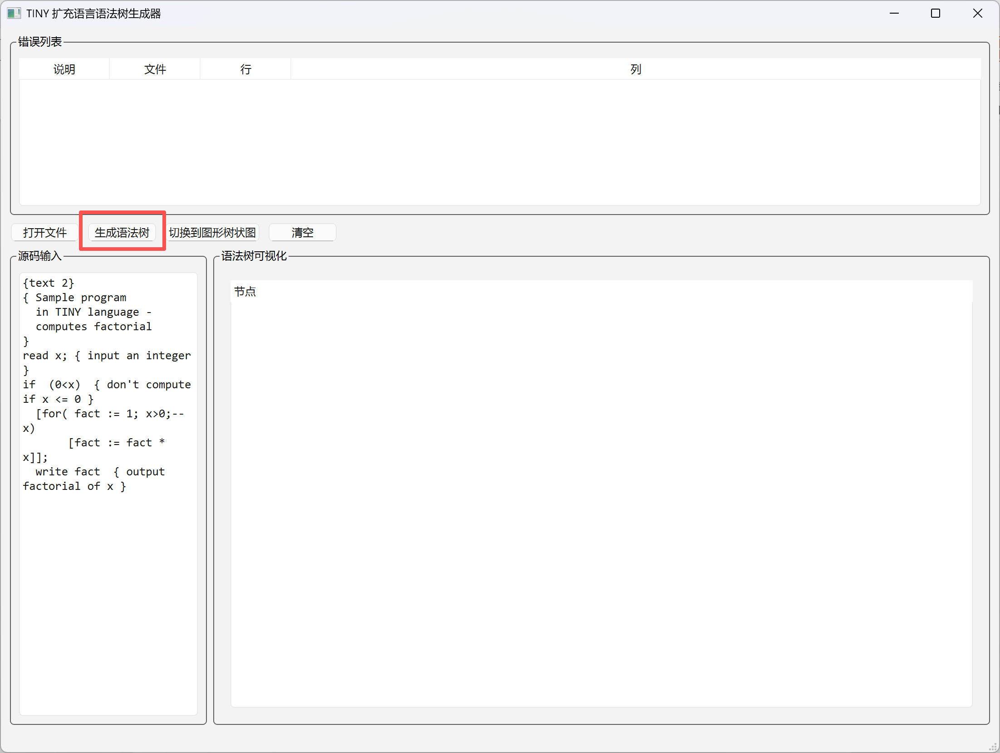 TINY 扩充语言语法树生成器
错误列表
说明 文件 行 列
打开文件 生成语法树 切换到图形树状图 清空
源码输入
{text 2}
{ Sample program
  in TINY language -
  computes factorial
}
read x; { input an integer
}
if  (0<x)  { don't compute
if x <= 0 }
  [for( fact := 1; x>0;--
x)
       [fact := fact *
x]];
  write fact  { output
factorial of x }
语法树可视化
节点